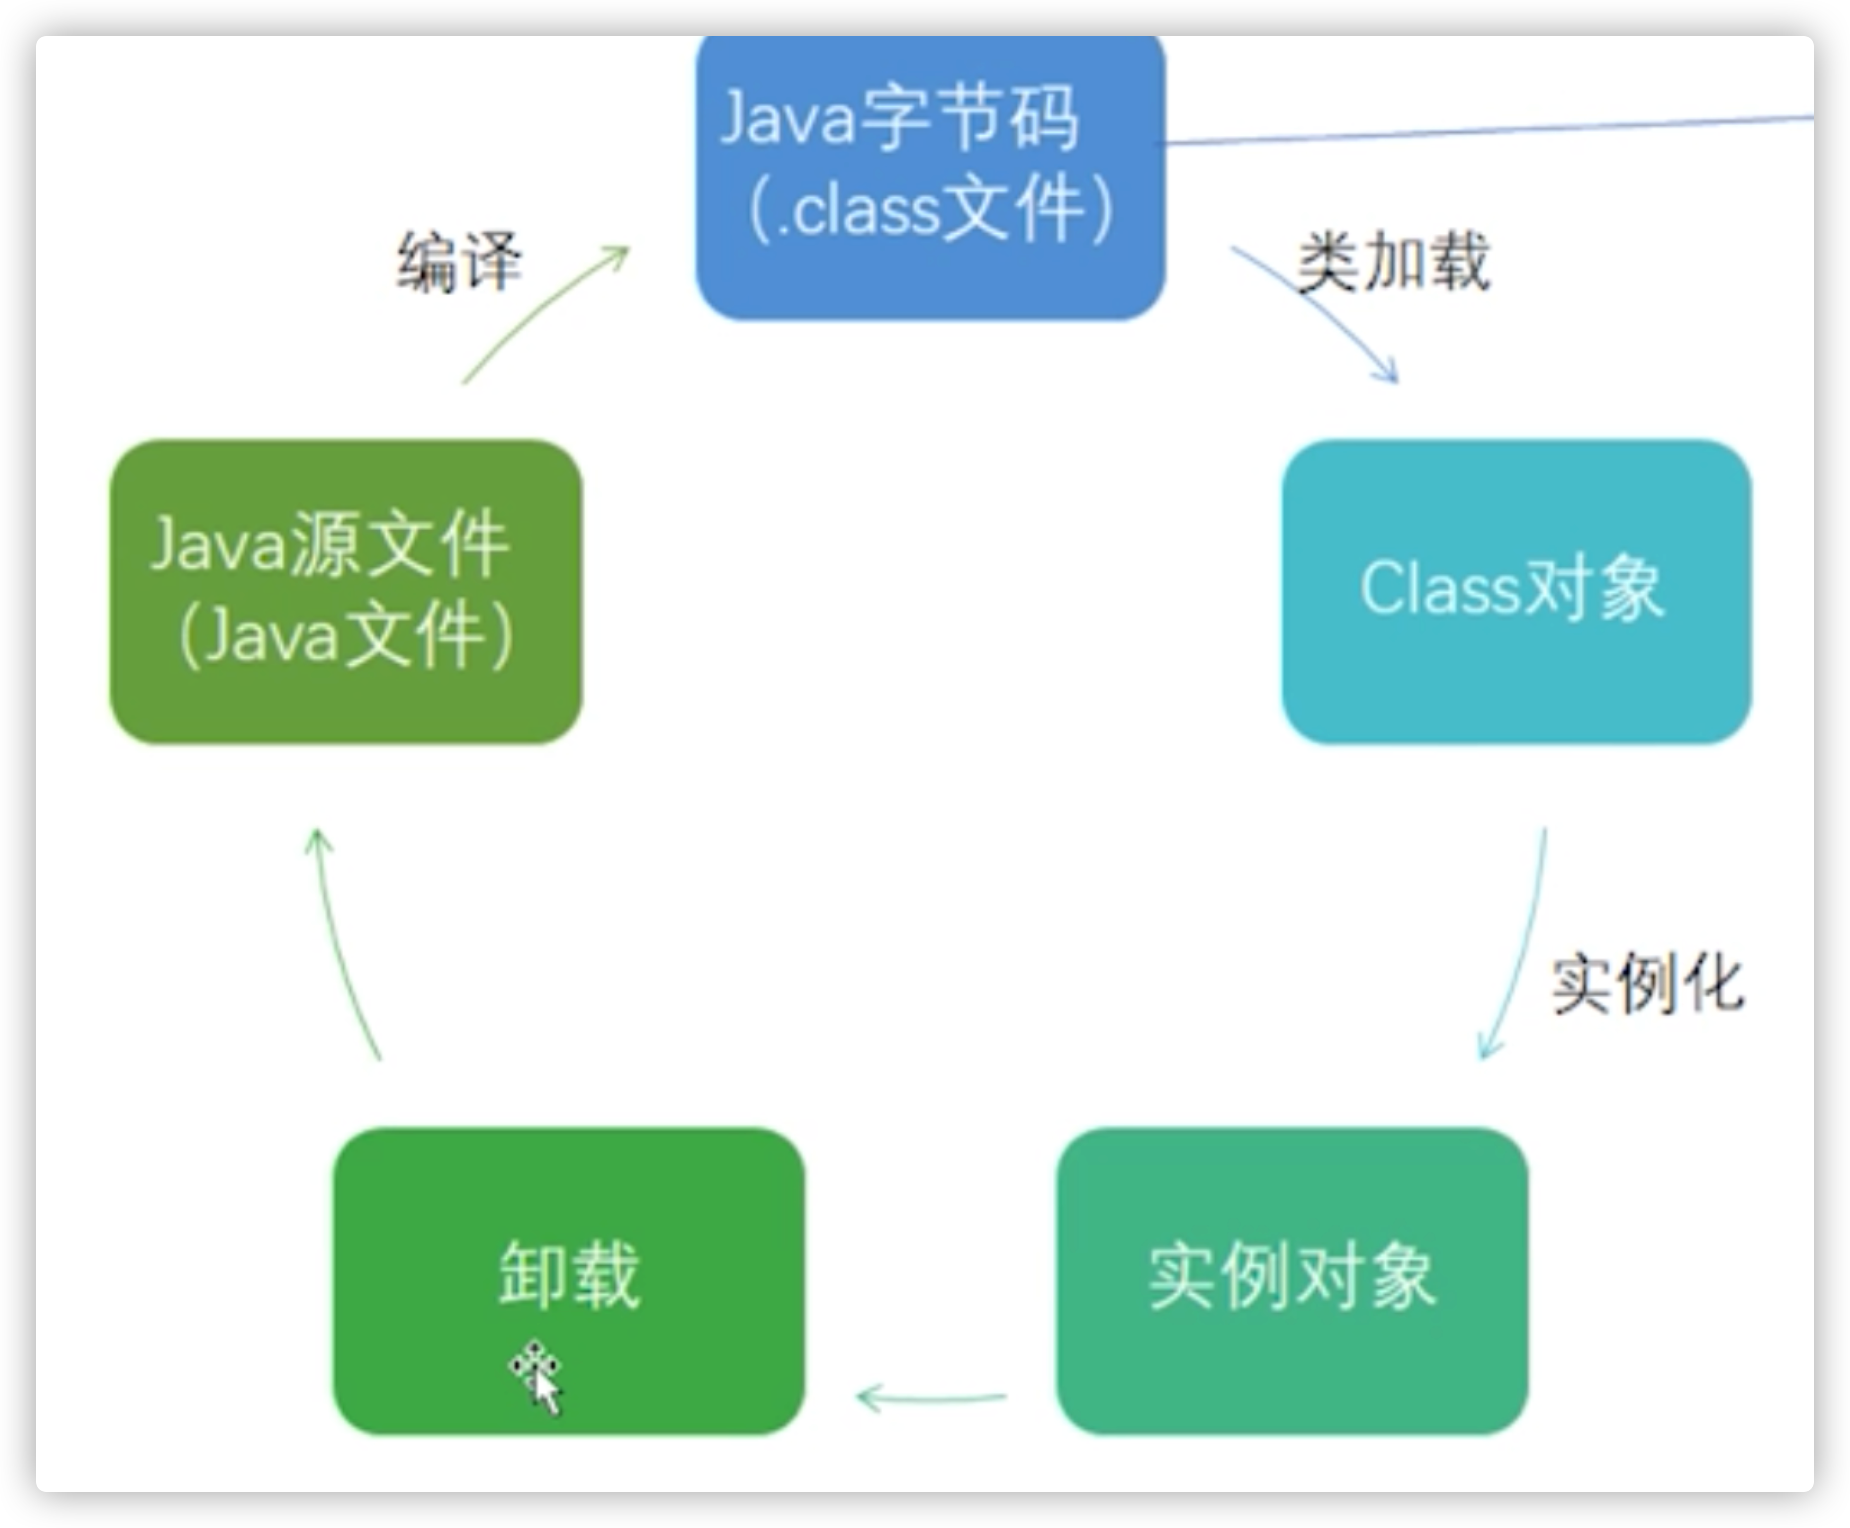 Java字节码
（.class文件）
编译
类加载
Java源文件
（Java文件）
Class对象
实例化
卸载
实例对象